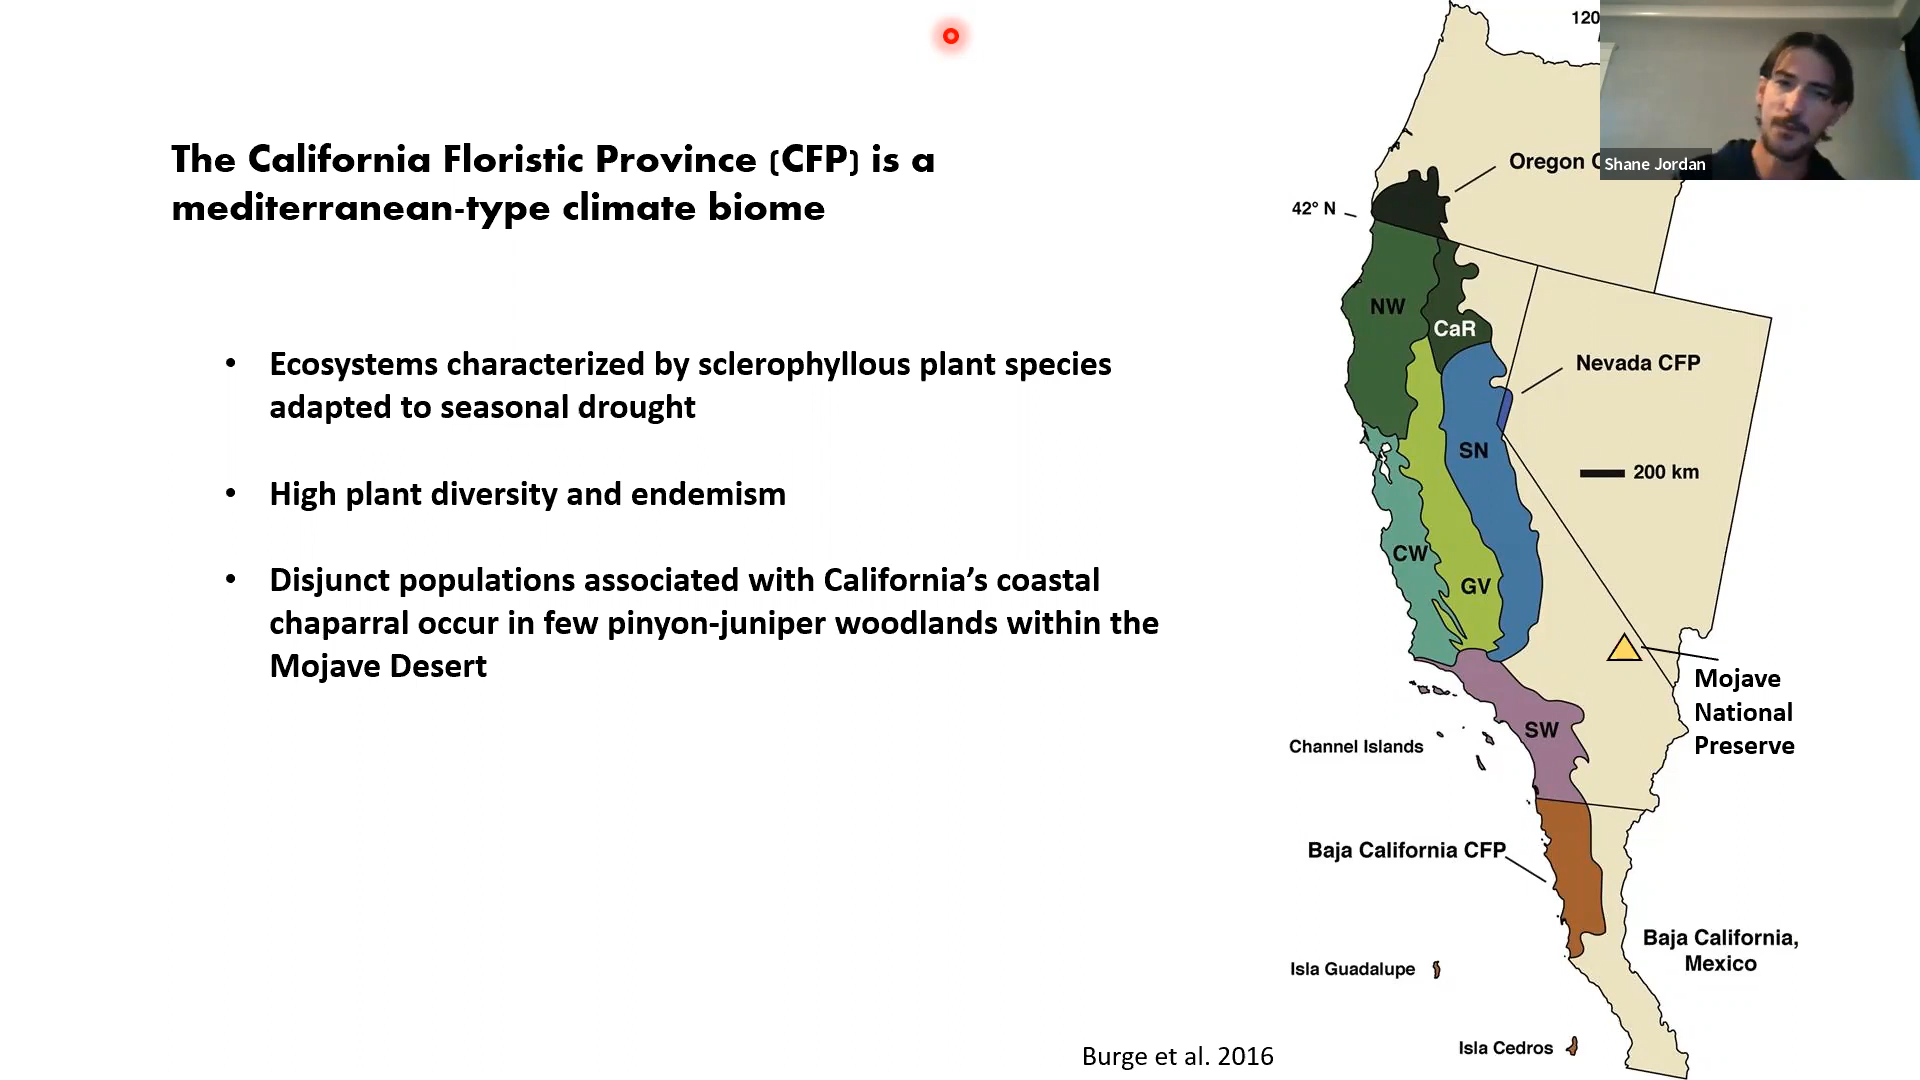 The California Floristic Province (CFP) is a
mediterranean-type climate biome
• Ecosystems characterized by sclerophyllous plant species
adapted to seasonal drought
• High plant diversity and endemism
• Disjunct populations associated with California's coastal
chaparral occur in few pinyon-juniper woodlands within the
Mojave Desert
Burge et al. 2016
120
Shane Jordan
Oregon
42° N
NW
CaR
Nevada CFP
SN
200 km
CW
GV
Mojave
National
Preserve
SW
Channel Islands
Baja California CFP
Baja California,
Mexico
Isla Guadalupe
Isla Cedros